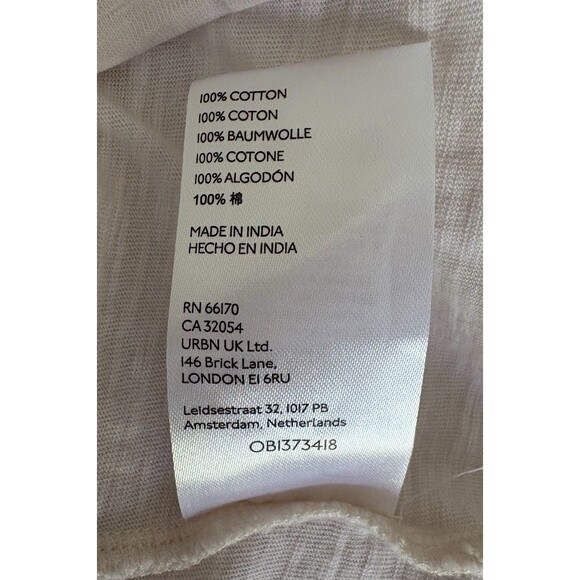 100% COTTON
100% COTON
100% BAUMWOLLE
100% COTONE
100% ALGODÓN
100% 棉
MADE IN INDIA
HECHO EN INDIA
RN 66170
CA 32054
URBN UK Ltd.
146 Brick Lane,
LONDON E1 6RU
Leidsestraat 32, 1017 PB
Amsterdam, Netherlands
OB1373418